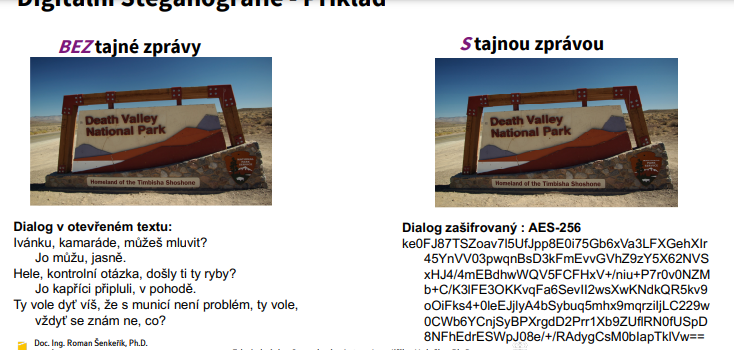 Digitální Steganografie - Příklad
BEZ tajné zprávy
S tajnou zprávou
Death Valley
National Park
Homeland of the Timbisha Shoshone
Death Valley
National Park
Homeland of the Timbisha Shoshone
Dialog v otevřeném textu:
Ivánku, kamaráde, můžeš mluvit?
Jo můžu, jasně.
Hele, kontrolní otázka, došly ti ty ryby?
Jo kapříci připluli, v pohodě.
Ty vole dyť víš, že s municí není problém, ty vole,
vždyť se znám ne, co?
Dialog zašifrovaný : AES-256
ke0FJ87TSZoav7l5UfJpp8E0i75Gb6xVa3LFXGehXIr
45YnVV03pwqnBsD3kFmEvvGVhZ9zY5X62NVS
xHJ4/4mEBdhwWQV5FCFHxV+/niu+P7r0v0NZM
b+C/K3lFE3OKKvqFa6SevII2wsXwKNdkQR5kv9
oOiFks4+0leEJjlyA4bSybuq5mhx9mqrziIjLC229w
0CWb6YCnjSyBPXrgdD2Prr1Xb9ZUflRN0fUSpD
8NFhEdrESWpJ08e/+/RAdygCsM0bIapTkIVw==
Doc. Ing. Roman Šenkeřík, Ph.D.